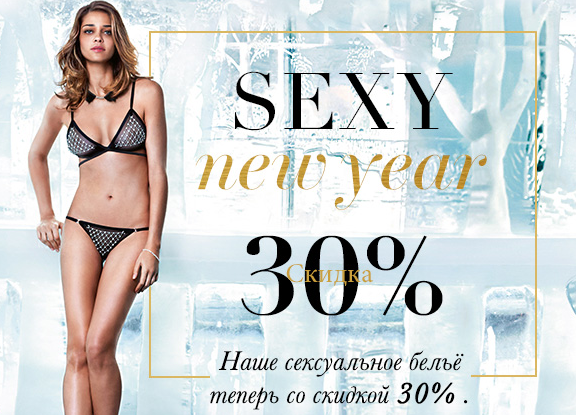 SEXY
new year
30%
Скидка
Наше сексуальное бельё
теперь со скидкой 30% .